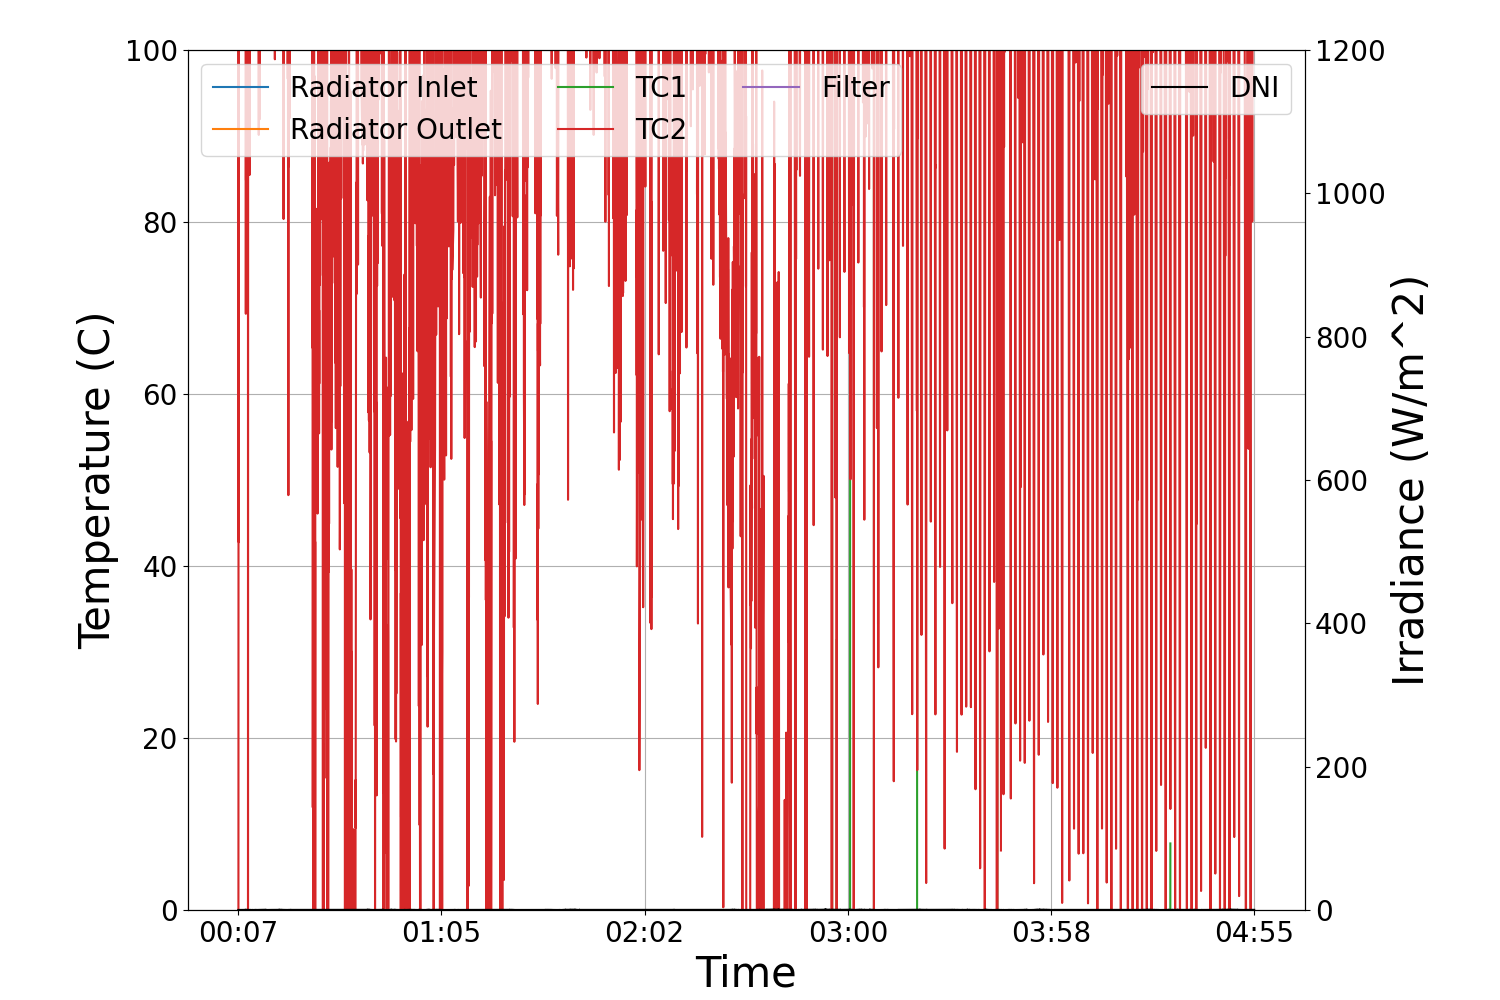 100
80
60
40
20
0
Temperature (C)
Radiator Inlet
Radiator Outlet
TC1
TC2
Filter
DNI
1200
1000
800
600
400
200
0
Irradiance (W/m^2)
00:07
01:05
02:02
03:00
03:58
04:55
Time